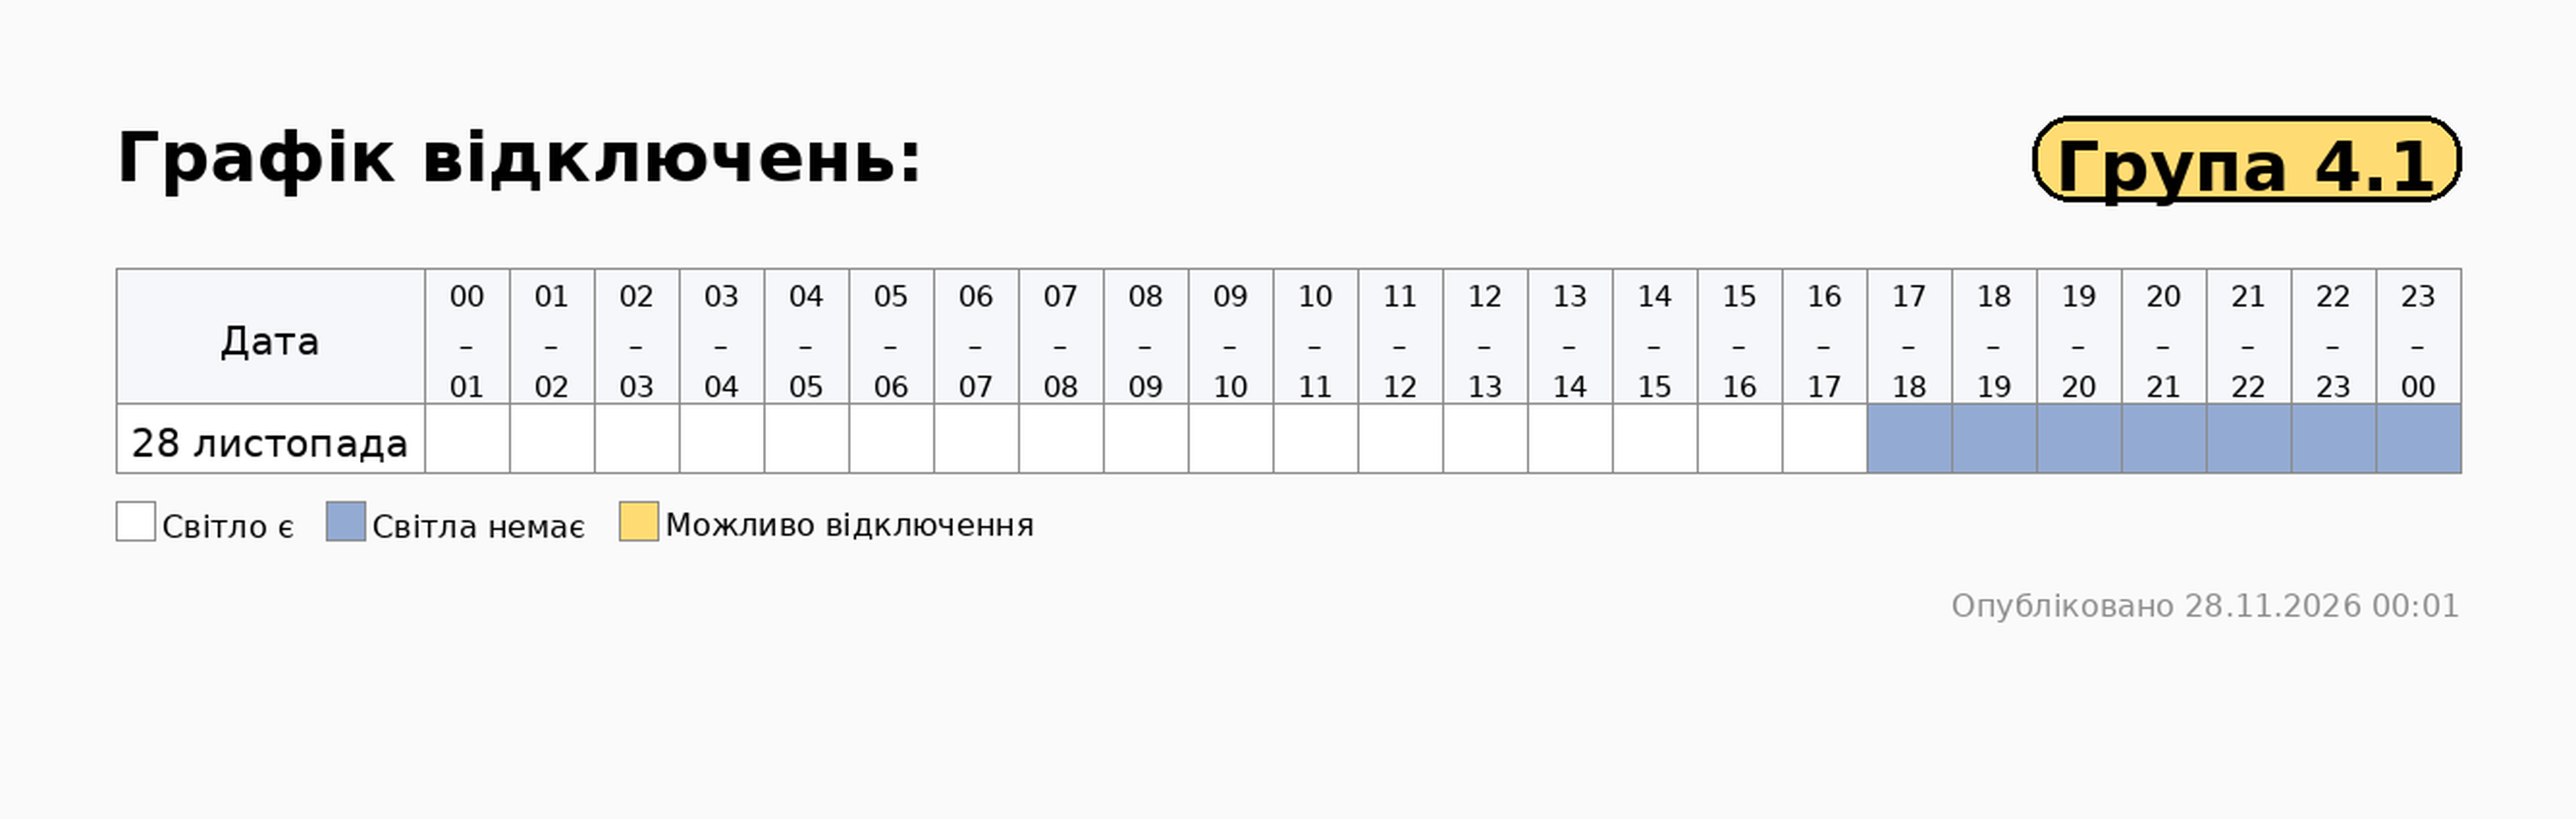 Графік відключень:
Група 4.1
Дата
00 – 01
01 – 02
02 – 03
03 – 04
04 – 05
05 – 06
06 – 07
07 – 08
08 – 09
09 – 10
10 – 11
11 – 12
12 – 13
13 – 14
14 – 15
15 – 16
16 – 17
17 – 18
18 – 19
19 – 20
20 – 21
21 – 22
22 – 23
23 – 00
28 листопада
Світло є
Світла немає
Можливо відключення
Опубліковано 28.11.2026 00:01